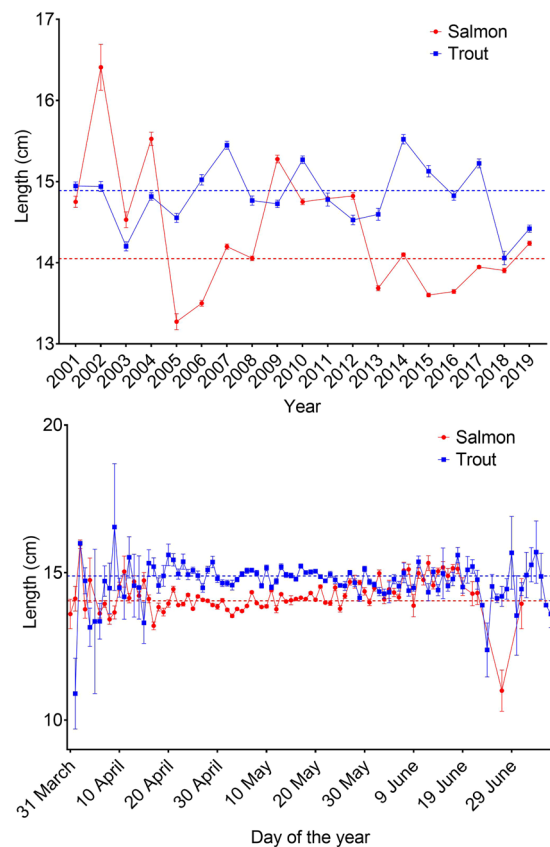 17
16
15
14
13
Length (cm)
Salmon
Trout
2001
2002
2003
2004
2005
2006
2007
2008
2009
2010
2011
2012
2013
2014
2015
2016
2017
2018
2019
Year
20
15
10
Length (cm)
Salmon
Trout
31 March
10 April
20 April
30 April
10 May
20 May
30 May
9 June
19 June
29 June
Day of the year